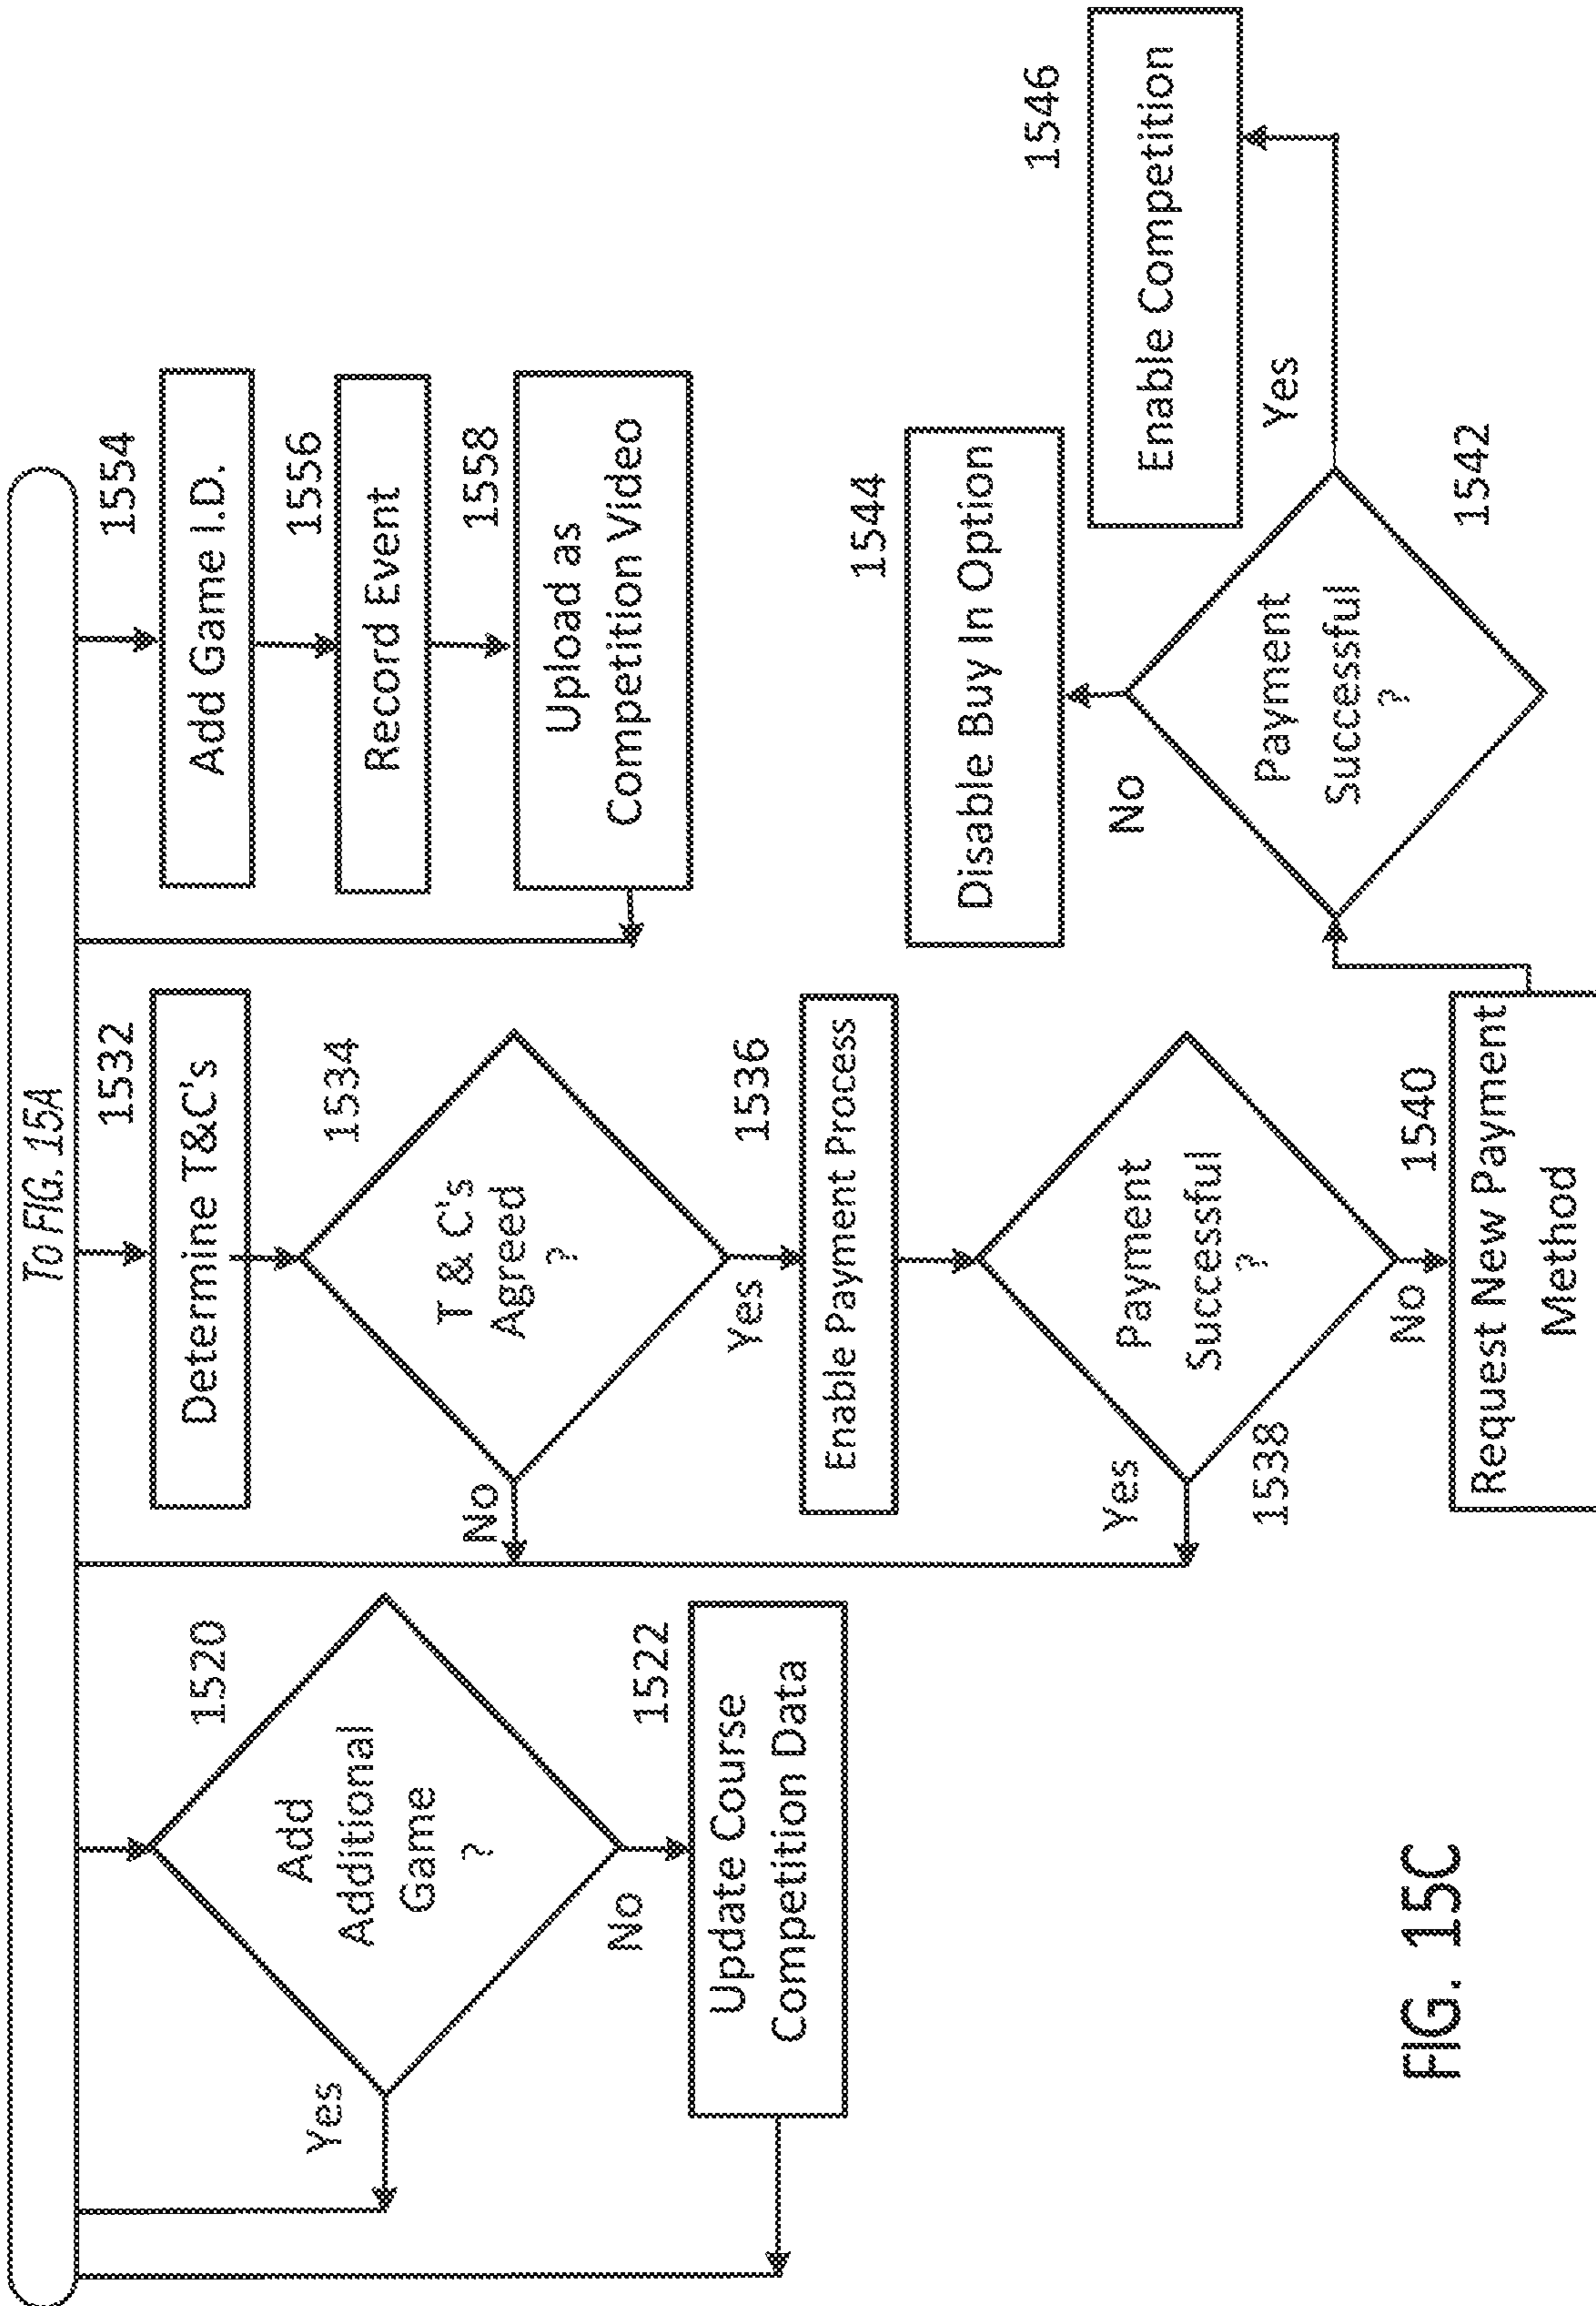 To FIG. 15A
1520
Add
Additional
Game
?
Yes
No
1522
Update Course
Competition Data
1532
Determine T&C's
1534
T & C's
Agreed
?
No
Yes
1536
Enable Payment Process
Payment
Successful
?
Yes
1538
No
1540
Request New Payment
Method
1554
Add Game I.D.
1556
Record Event
1558
Upload as
Competition Video
1544
Disable Buy In Option
No
Payment
Successful
?
1542
Yes
1546
Enable Competition
FIG. 15C